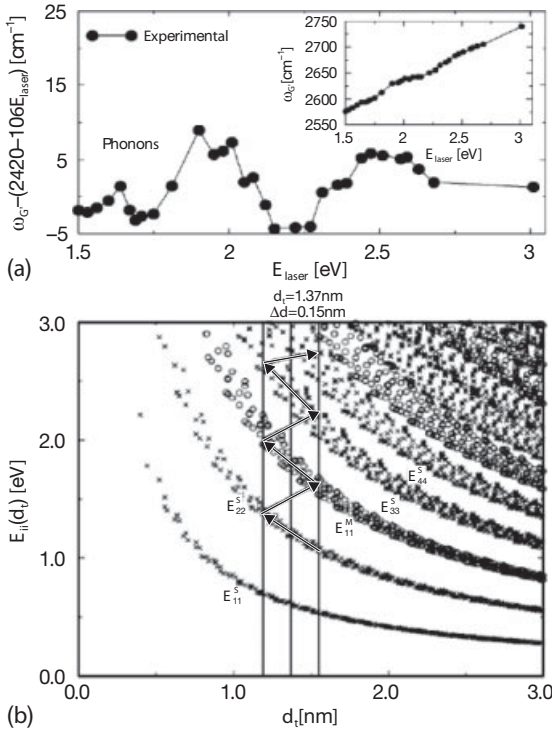 25
15
5
−5
ω_G'−(2420−106E_laser) [cm⁻¹]
Experimental
Phonons
2750
2700
2650
2600
2550
ω_G' [cm⁻¹]
1.5 2 2.5 3
E_laser [eV]
1.5 2 2.5 3
(a)
E_laser [eV]
d_t=1.37nm
Δd=0.15nm
3.0
2.0
1.0
0.0
E_ii(d_t) [eV]
E^S_22
E^S_11
E^M_11
E^S_33
E^S_44
0.0 1.0 2.0 3.0
(b)
d_t[nm]